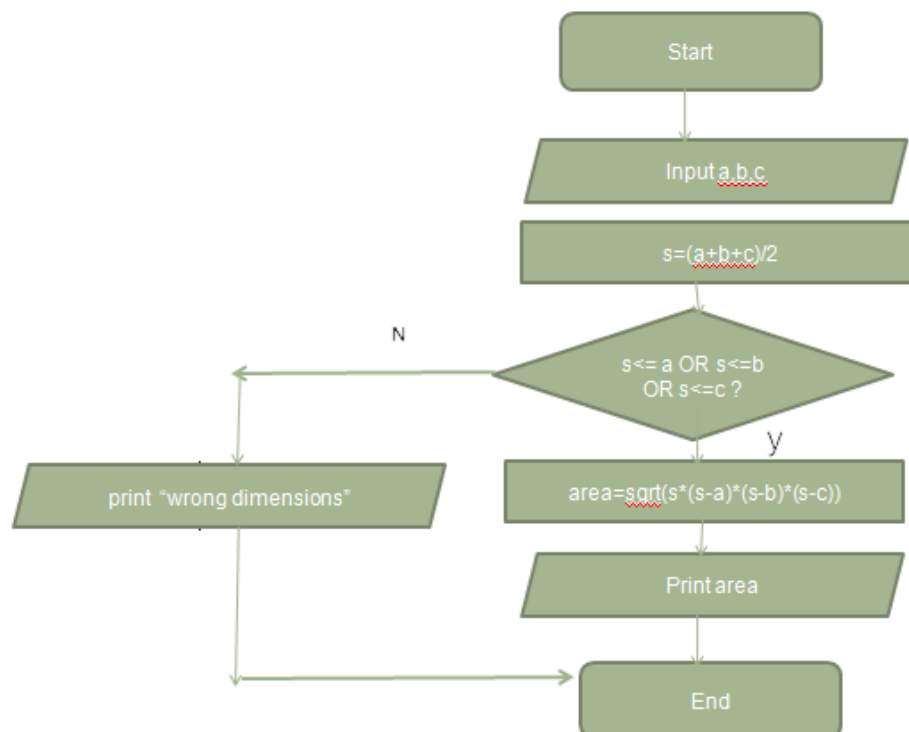 Start
Input a,b,c
s=(a+b+c)/2
N
s<= a OR s<=b
OR s<=c ?
y
print “wrong dimensions”
area=sqrt(s*(s-a)*(s-b)*(s-c))
Print area
End